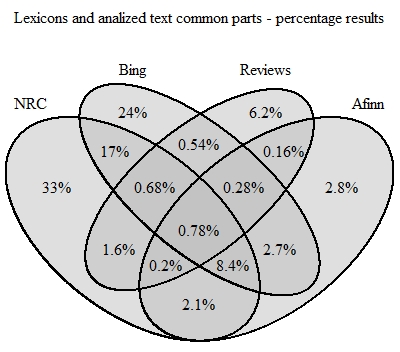 Lexicons and analized text common parts - percentage results
Bing Reviews
NRC Afinn
24% 6.2%
17% 0.54% 0.16%
33% 0.68% 0.28% 2.8%
0.78%
1.6% 2.7%
0.2% 8.4%
2.1%